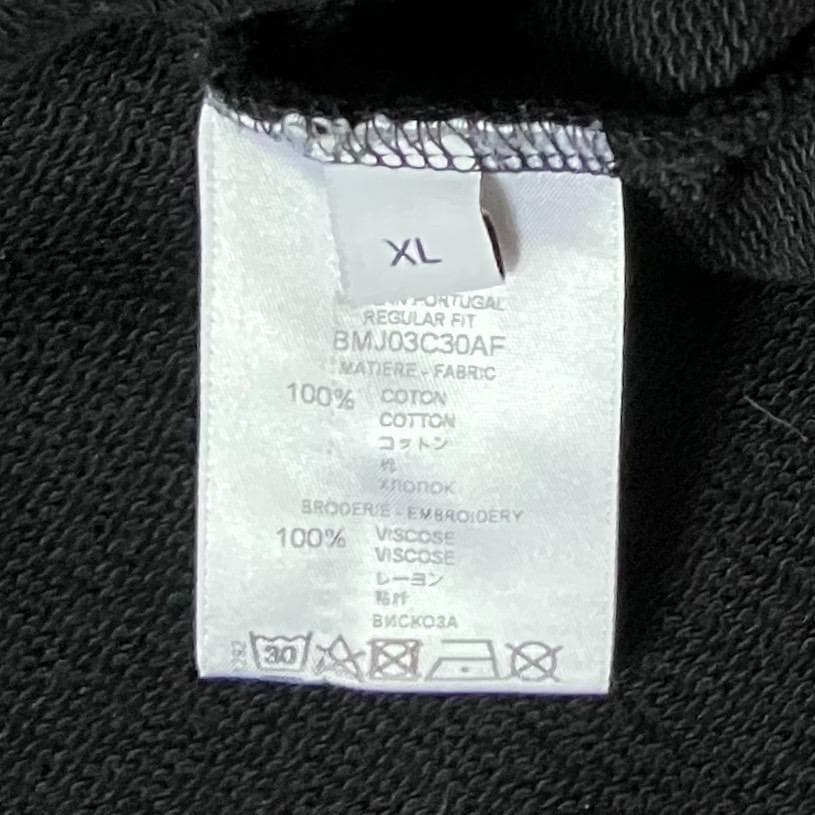 XL
PORTUGAL
REGULAR FIT
BMJ03C30AF
MATIERE - FABRIC
100% COTON
COTTON
コットン
棉
хлопок
BRODERIE - EMBROIDERY
100% VISCOSE
VISCOSE
レーヨン
粘纤
ВИСКОЗА
30